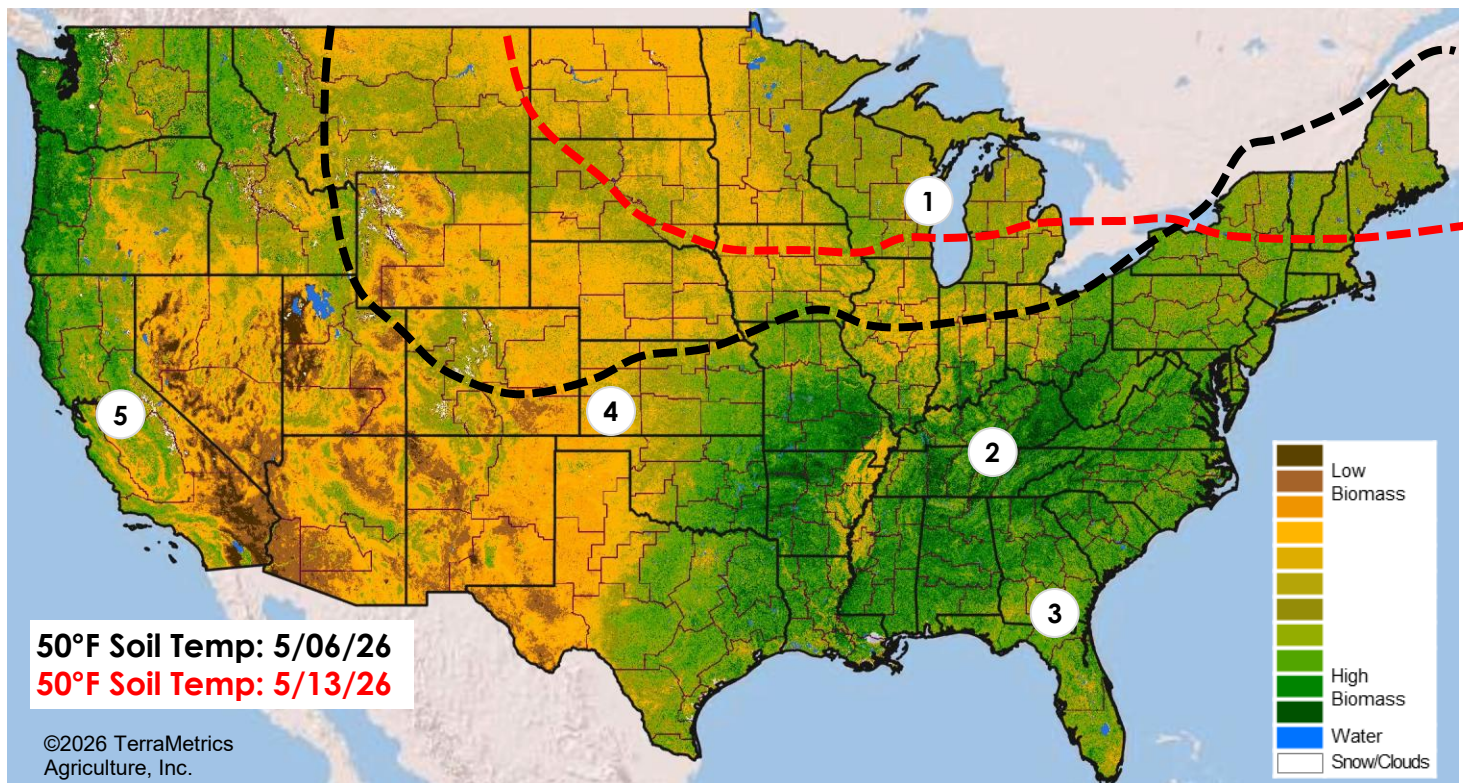 1
5
4
2
3
Low
Biomass
High
Biomass
Water
Snow/Clouds
50°F Soil Temp: 5/06/26
50°F Soil Temp: 5/13/26
©2026 TerraMetrics
Agriculture, Inc.